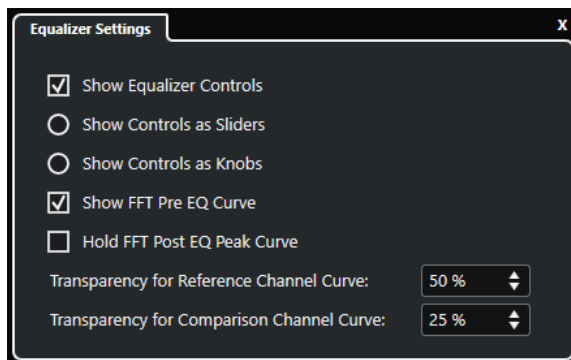 Equalizer Settings X
Show Equalizer Controls
Show Controls as Sliders
Show Controls as Knobs
Show FFT Pre EQ Curve
Hold FFT Post EQ Peak Curve
Transparency for Reference Channel Curve: 50 %
Transparency for Comparison Channel Curve: 25 %